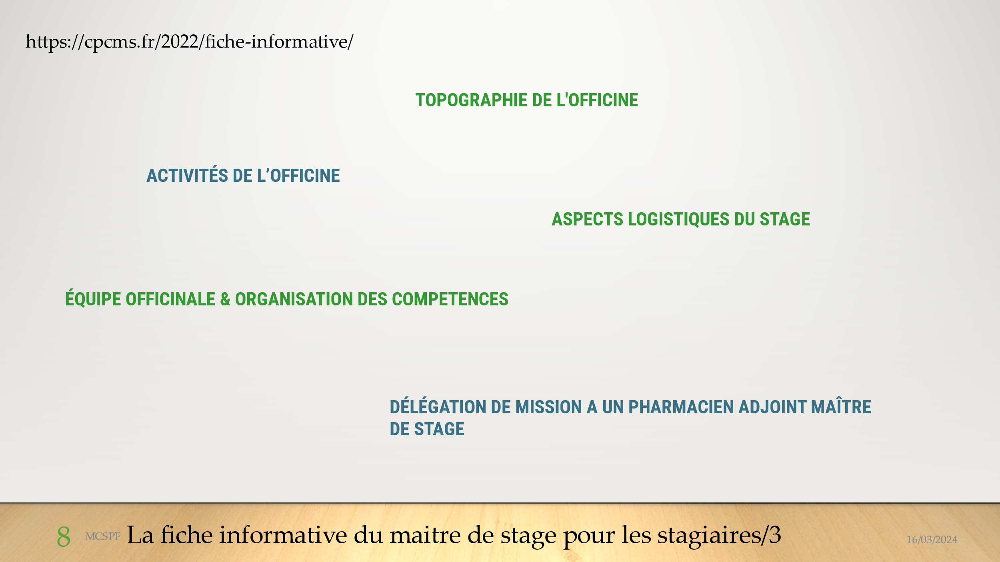 https://cpcms.fr/2022/fiche-informative/
TOPOGRAPHIE DE L'OFFICINE
ACTIVITÉS DE L’OFFICINE
ASPECTS LOGISTIQUES DU STAGE
ÉQUIPE OFFICINALE & ORGANISATION DES COMPETENCES
DÉLÉGATION DE MISSION A UN PHARMACIEN ADJOINT MAÎTRE
DE STAGE
8 MCSPF La fiche informative du maitre de stage pour les stagiaires/3 16/03/2024